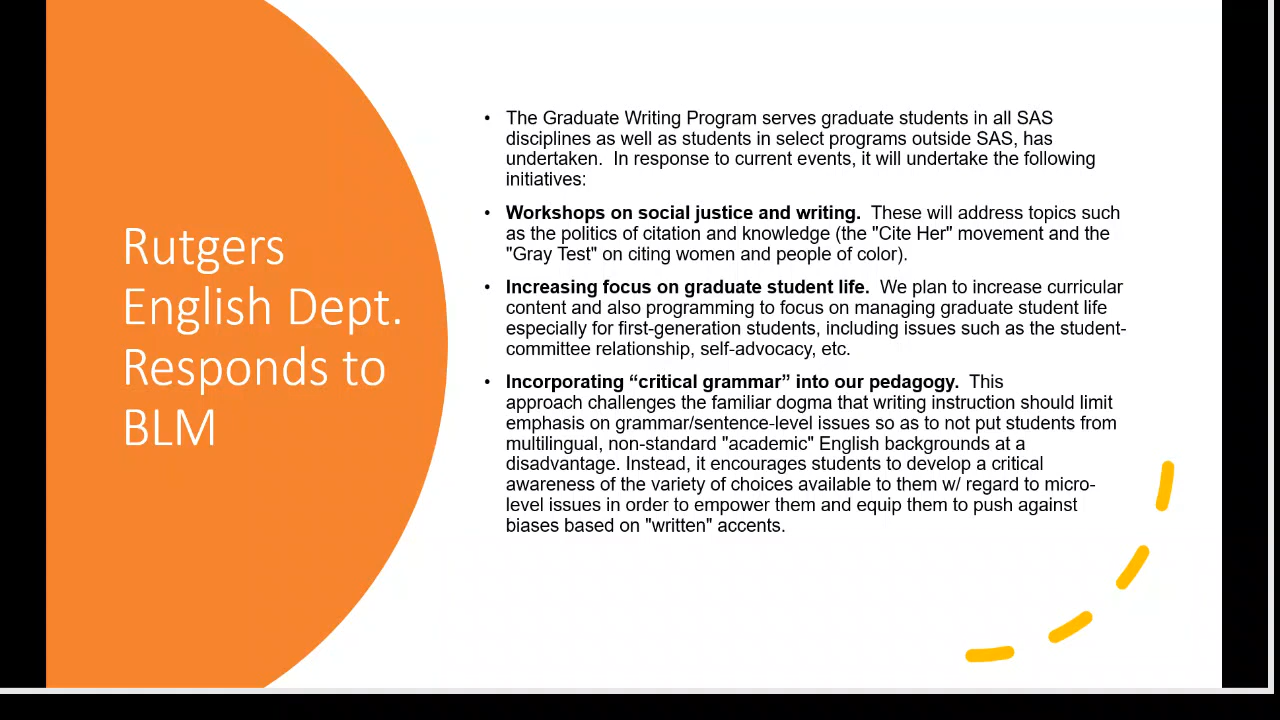 Rutgers
English Dept.
Responds to
BLM
• The Graduate Writing Program serves graduate students in all SAS
disciplines as well as students in select programs outside SAS, has
undertaken.  In response to current events, it will undertake the following
initiatives:
• Workshops on social justice and writing.  These will address topics such
as the politics of citation and knowledge (the "Cite Her" movement and the
"Gray Test" on citing women and people of color).
• Increasing focus on graduate student life.  We plan to increase curricular
content and also programming to focus on managing graduate student life
especially for first-generation students, including issues such as the student-
committee relationship, self-advocacy, etc.
• Incorporating “critical grammar” into our pedagogy.  This
approach challenges the familiar dogma that writing instruction should limit
emphasis on grammar/sentence-level issues so as to not put students from
multilingual, non-standard "academic" English backgrounds at a
disadvantage. Instead, it encourages students to develop a critical
awareness of the variety of choices available to them w/ regard to micro-
level issues in order to empower them and equip them to push against
biases based on "written" accents.